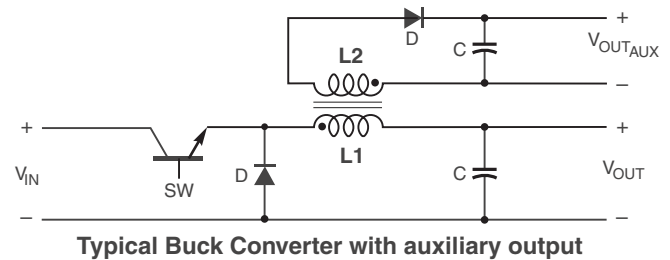 +
D
C
V_OUT_AUX
L2
−
+
+
L1
V_IN
SW
D
C
V_OUT
−
−
Typical Buck Converter with auxiliary output